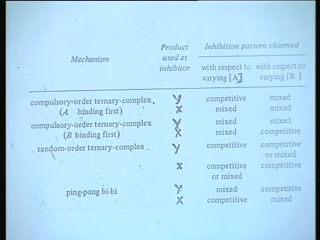 Mechanism Product used as inhibitor Inhibition pattern observed
with respect to varying [A] with respect to varying [B]
compulsory-order ternary-complex y competitive mixed
(A binding first) x mixed mixed
compulsory-order ternary-complex y mixed mixed
(B binding first) x mixed competitive
random-order ternary-complex y competitive competitive
or mixed
x competitive competitive
or mixed
ping-pong bi-bi y mixed competitive
x competitive mixed